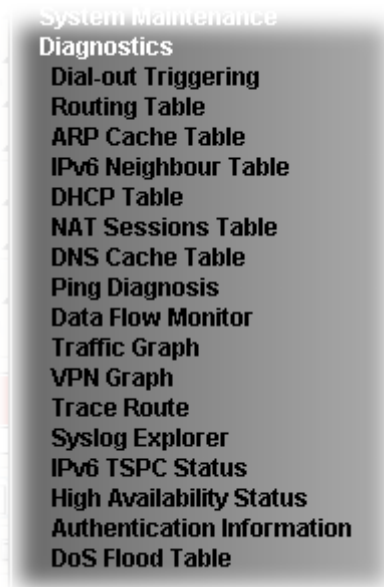 System Maintenance
Diagnostics
Dial-out Triggering
Routing Table
ARP Cache Table
IPv6 Neighbour Table
DHCP Table
NAT Sessions Table
DNS Cache Table
Ping Diagnosis
Data Flow Monitor
Traffic Graph
VPN Graph
Trace Route
Syslog Explorer
IPv6 TSPC Status
High Availability Status
Authentication Information
DoS Flood Table